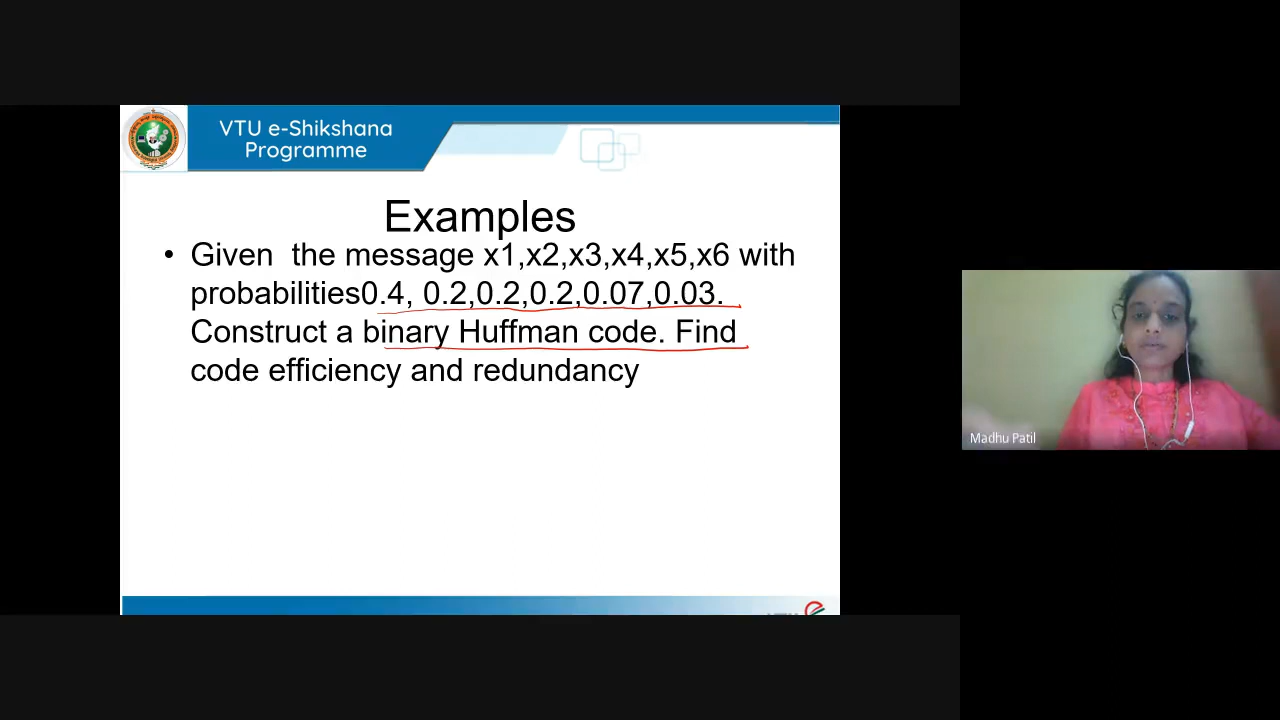 VTU e-Shikshana
Programme
Examples
• Given the message x1,x2,x3,x4,x5,x6 with
probabilities0.4, 0.2,0.2,0.2,0.07,0.03.
Construct a binary Huffman code. Find
code efficiency and redundancy
Madhu Patil